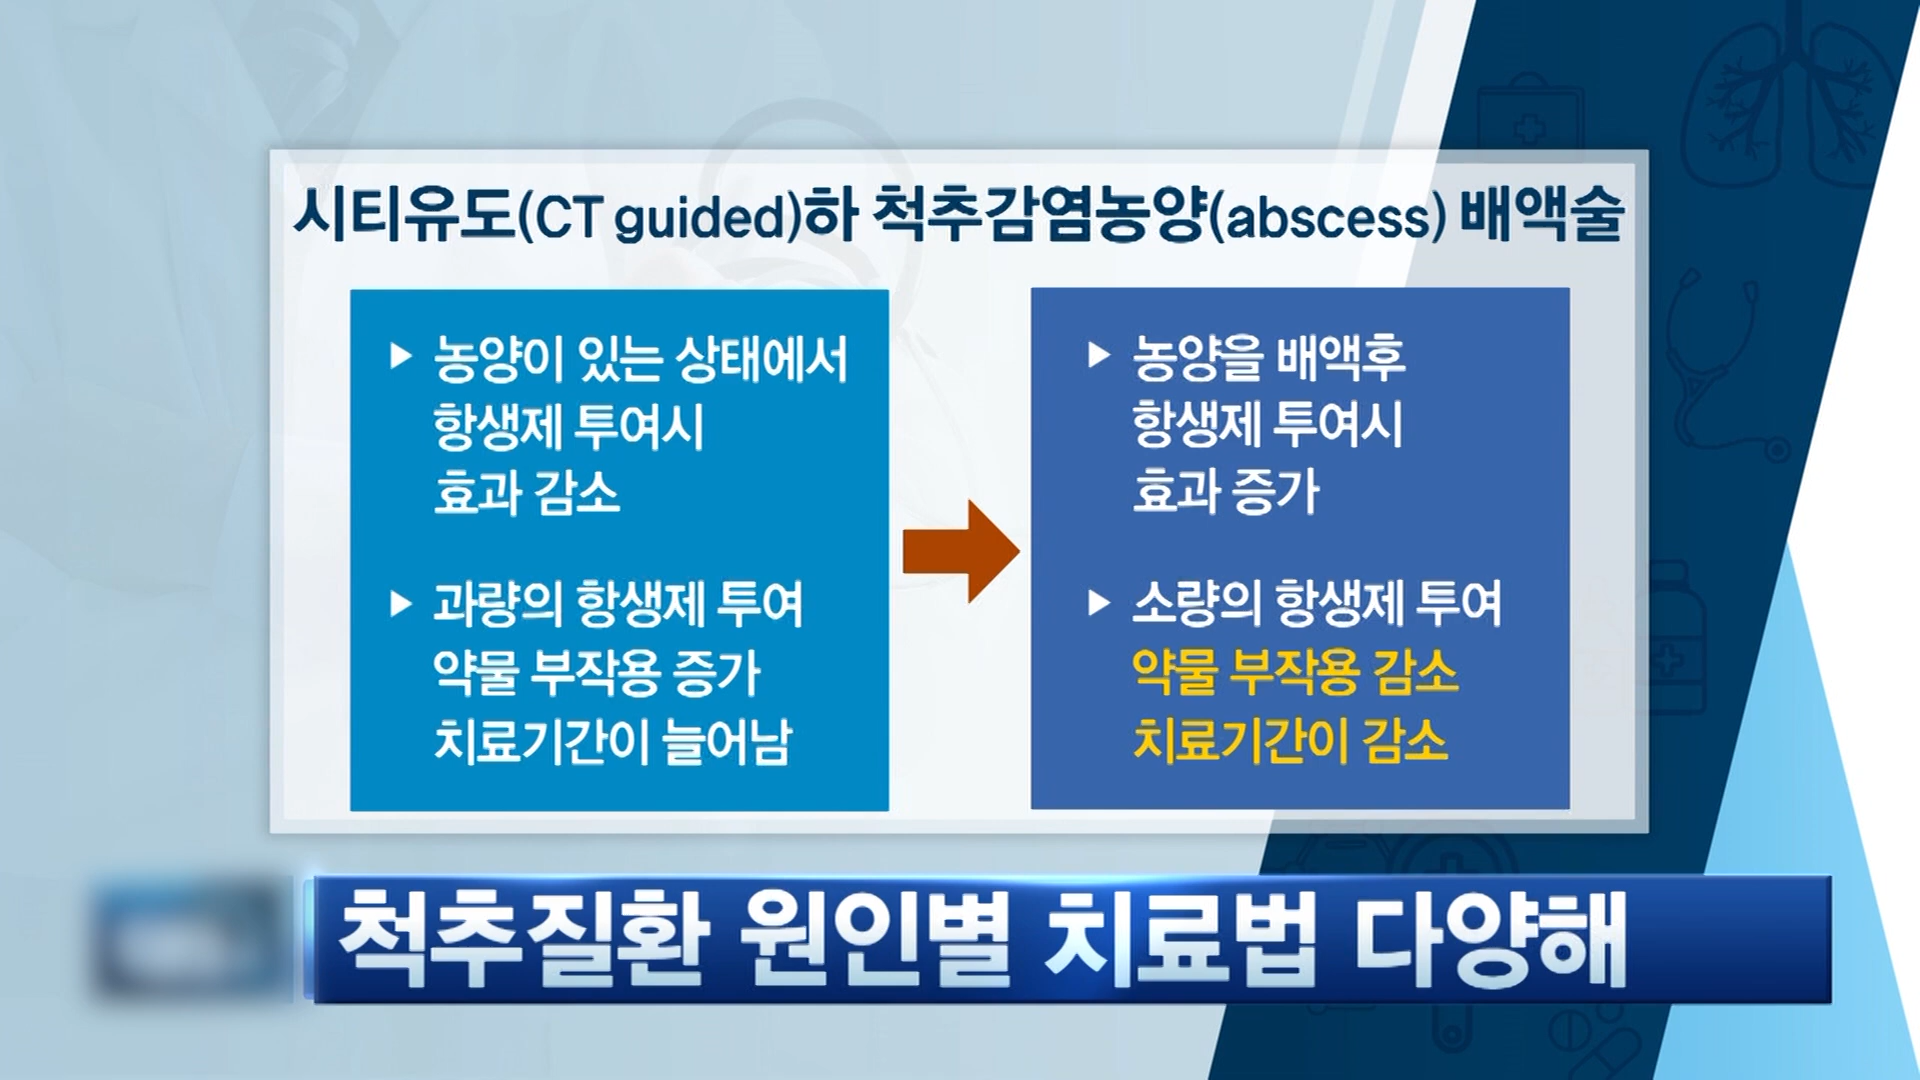 시티유도(CT guided)하 척추감염농양(abscess) 배액술
▶ 농양이 있는 상태에서
항생제 투여시
효과 감소
▶ 과량의 항생제 투여
약물 부작용 증가
치료기간이 늘어남
▶ 농양을 배액후
항생제 투여시
효과 증가
▶ 소량의 항생제 투여
약물 부작용 감소
치료기간이 감소
척추질환 원인별 치료법 다양해